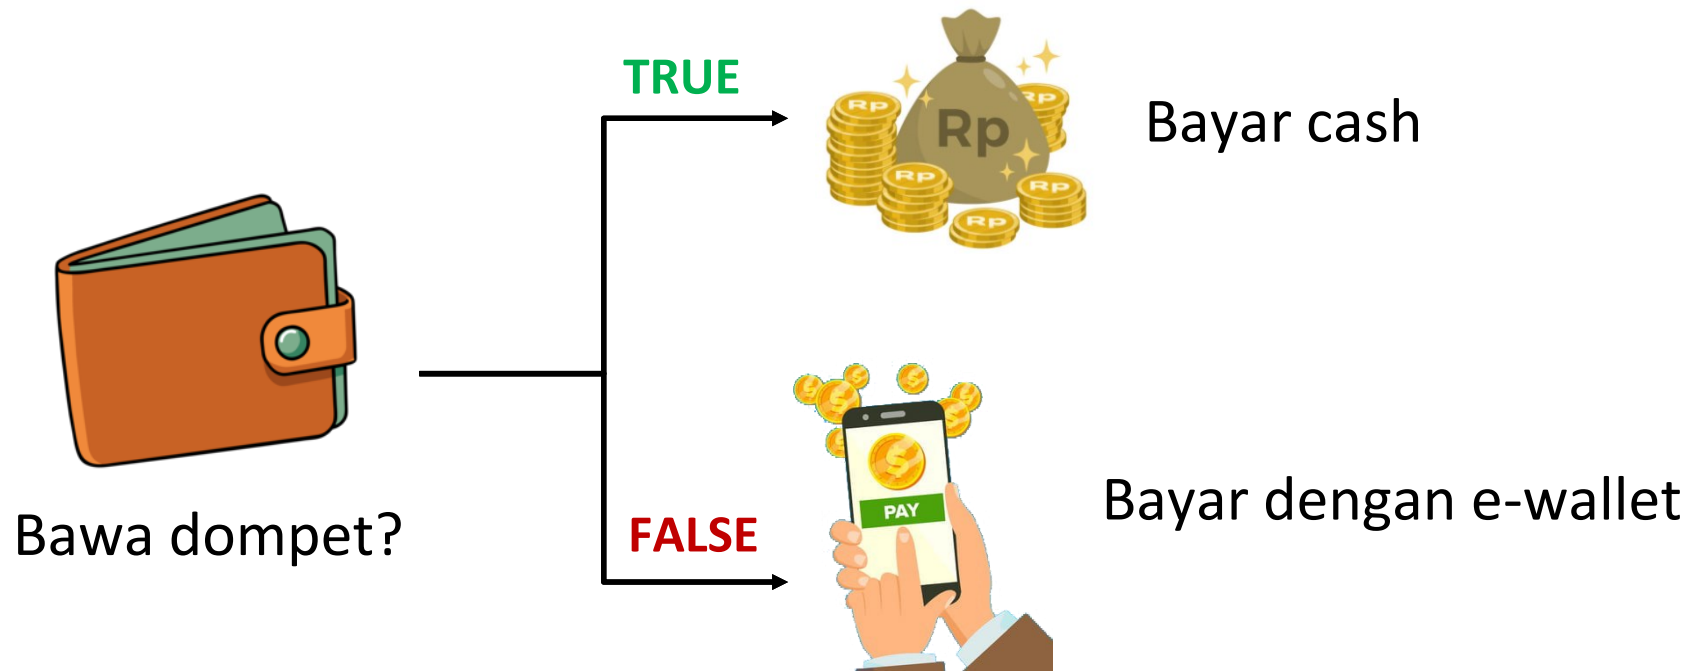 TRUE
Rp
Rp
Rp
Rp
Rp
Rp
Bayar cash
Bawa dompet?
FALSE
PAY
Bayar dengan e-wallet